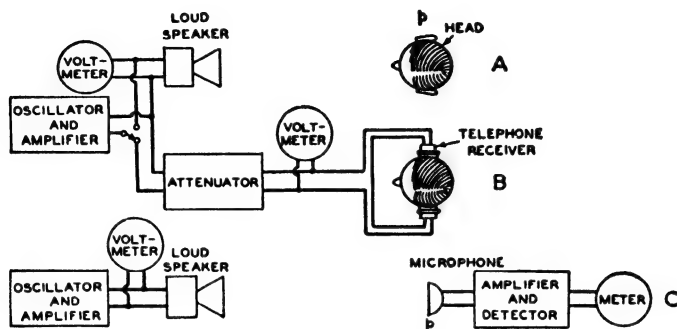 LOUD
SPEAKER
VOLT-
METER
OSCILLATOR
AND
AMPLIFIER
þ
HEAD
A
VOLT-
METER
TELEPHONE
RECEIVER
ATTENUATOR
B
VOLT-
METER
LOUD
SPEAKER
OSCILLATOR
AND
AMPLIFIER
MICROPHONE
þ
AMPLIFIER
AND
DETECTOR
METER
C